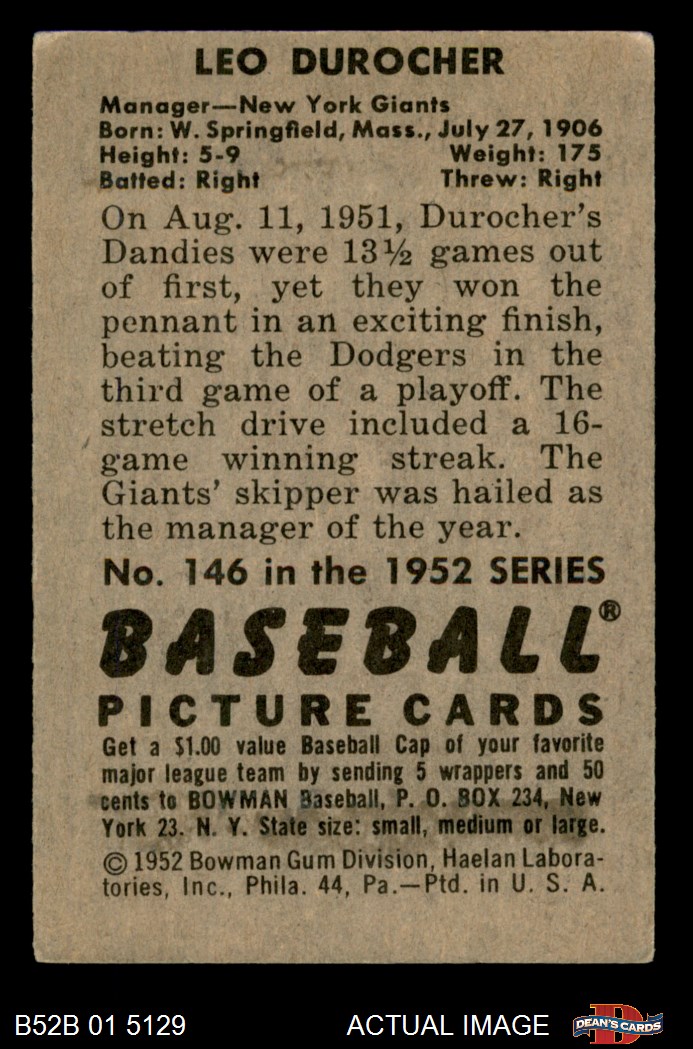 LEO DUROCHER
Manager—New York Giants
Born: W. Springfield, Mass., July 27, 1906
Height: 5-9 Weight: 175
Batted: Right Threw: Right
On Aug. 11, 1951, Durocher's
Dandies were 13½ games out
of first, yet they won the
pennant in an exciting finish,
beating the Dodgers in the
third game of a playoff. The
stretch drive included a 16-
game winning streak. The
Giants' skipper was hailed as
the manager of the year.
No. 146 in the 1952 SERIES
BASEBALL®
PICTURE CARDS
Get a $1.00 value Baseball Cap of your favorite
major league team by sending 5 wrappers and 50
cents to BOWMAN Baseball, P. O. BOX 234, New
York 23. N. Y. State size: small, medium or large.
© 1952 Bowman Gum Division, Haelan Labora-
tories, Inc., Phila. 44, Pa.—Ptd. in U. S. A.
B52B 01 5129 ACTUAL IMAGE D DEAN'S CARDS